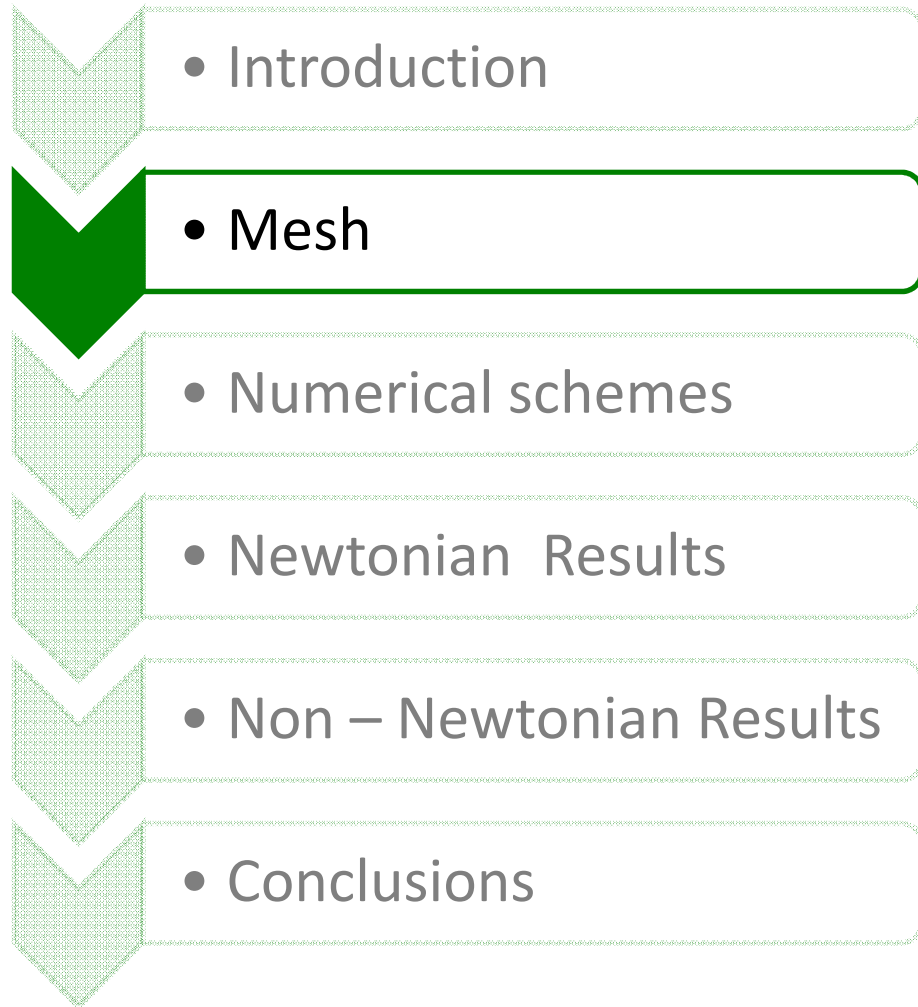 • Introduction
• Mesh
• Numerical schemes
• Newtonian  Results
• Non – Newtonian Results
• Conclusions